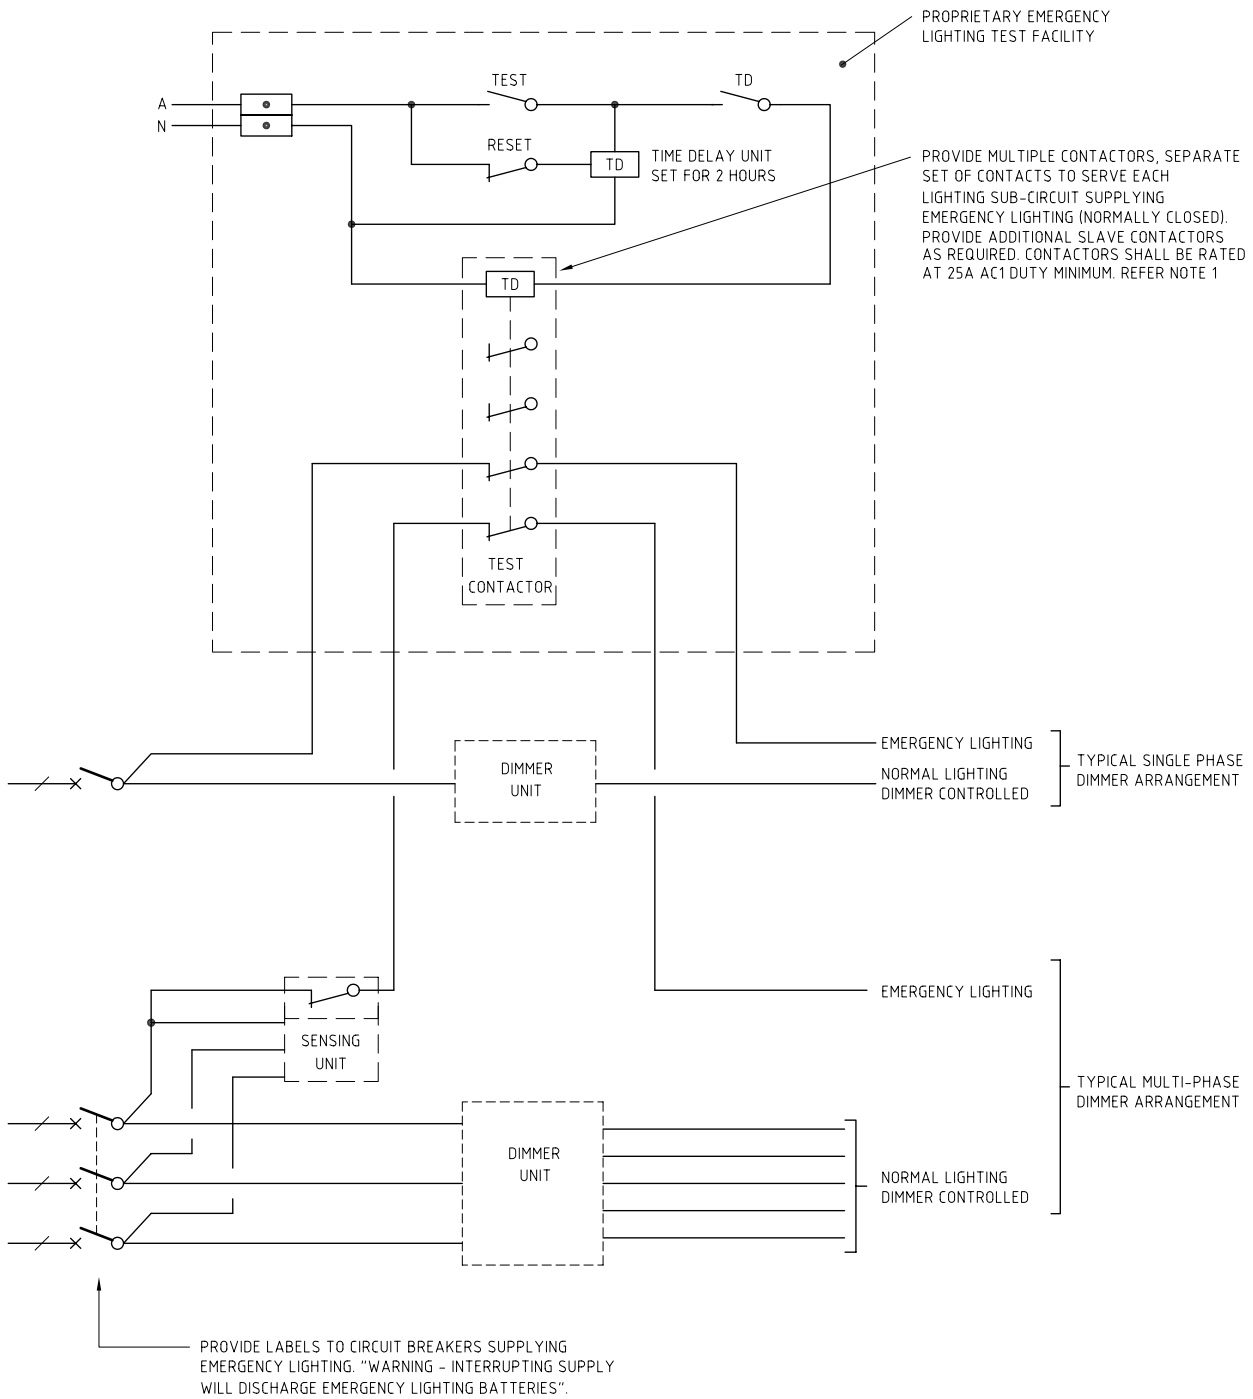 PROPRIETARY EMERGENCY
LIGHTING TEST FACILITY
TEST
TD
A
N
RESET
TD
TIME DELAY UNIT
SET FOR 2 HOURS
PROVIDE MULTIPLE CONTACTORS, SEPARATE
SET OF CONTACTS TO SERVE EACH
LIGHTING SUB-CIRCUIT SUPPLYING
EMERGENCY LIGHTING (NORMALLY CLOSED).
PROVIDE ADDITIONAL SLAVE CONTACTORS
AS REQUIRED. CONTACTORS SHALL BE RATED
AT 25A AC1 DUTY MINIMUM. REFER NOTE 1
TD
TEST
CONTACTOR
EMERGENCY LIGHTING
NORMAL LIGHTING
DIMMER CONTROLLED
TYPICAL SINGLE PHASE
DIMMER ARRANGEMENT
DIMMER
UNIT
EMERGENCY LIGHTING
SENSING
UNIT
TYPICAL MULTI-PHASE
DIMMER ARRANGEMENT
DIMMER
UNIT
NORMAL LIGHTING
DIMMER CONTROLLED
PROVIDE LABELS TO CIRCUIT BREAKERS SUPPLYING
EMERGENCY LIGHTING. "WARNING - INTERRUPTING SUPPLY
WILL DISCHARGE EMERGENCY LIGHTING BATTERIES".